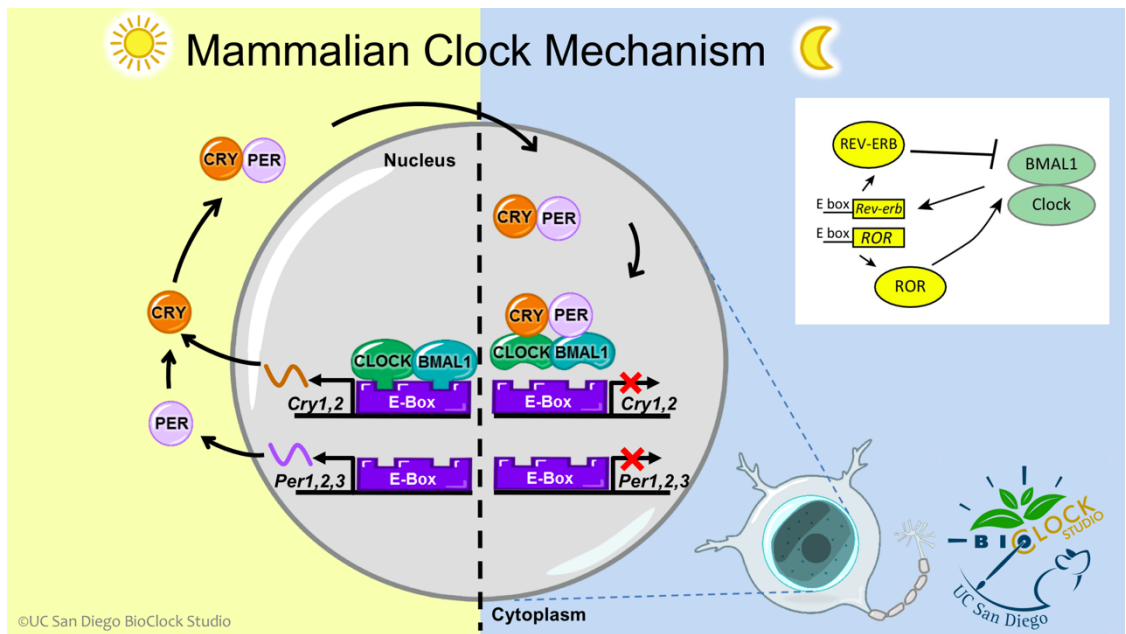 Mammalian Clock Mechanism
Nucleus
CRY PER
CRY PER
CRY
PER
CRY PER
CLOCK BMAL1
CLOCK BMAL1
E-Box
E-Box
Cry1,2
Cry1,2
E-Box
E-Box
Per1,2,3
Per1,2,3
Cytoplasm
REV-ERB
BMAL1
Clock
E box Rev-erb
E box ROR
ROR
BIOCLOCK
STUDIO
UC San Diego
©UC San Diego BioClock Studio